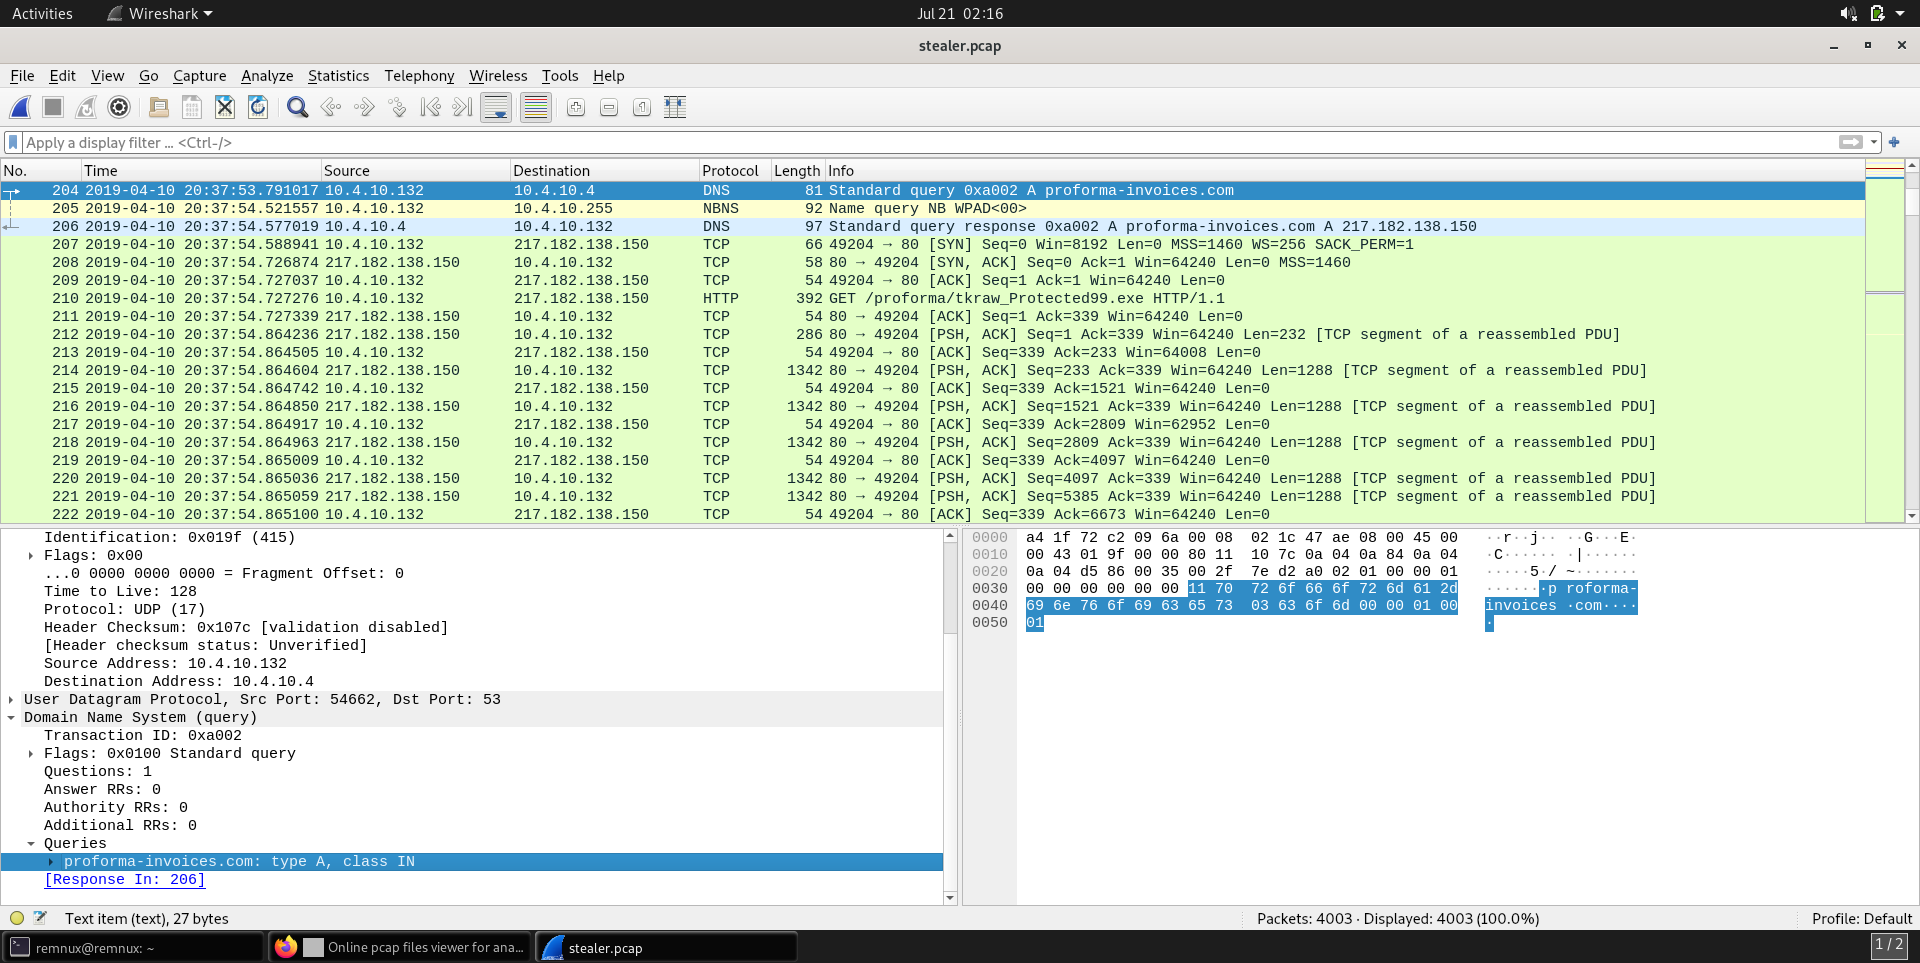 Activities Wireshark Jul 21 02:16
stealer.pcap
File Edit View Go Capture Analyze Statistics Telephony Wireless Tools Help
Apply a display filter ... <Ctrl-/>
No. Time Source Destination Protocol Length Info
204 2019-04-10 20:37:53.791017 10.4.10.132 10.4.10.4 DNS 81 Standard query 0xa002 A proforma-invoices.com
205 2019-04-10 20:37:54.521557 10.4.10.132 10.4.10.255 NBNS 92 Name query NB WPAD<00>
206 2019-04-10 20:37:54.577019 10.4.10.4 10.4.10.132 DNS 97 Standard query response 0xa002 A proforma-invoices.com A 217.182.138.150
207 2019-04-10 20:37:54.588941 10.4.10.132 217.182.138.150 TCP 66 49204 → 80 [SYN] Seq=0 Win=8192 Len=0 MSS=1460 WS=256 SACK_PERM=1
208 2019-04-10 20:37:54.726874 217.182.138.150 10.4.10.132 TCP 58 80 → 49204 [SYN, ACK] Seq=0 Ack=1 Win=64240 Len=0 MSS=1460
209 2019-04-10 20:37:54.727037 10.4.10.132 217.182.138.150 TCP 54 49204 → 80 [ACK] Seq=1 Ack=1 Win=64240 Len=0
210 2019-04-10 20:37:54.727276 10.4.10.132 217.182.138.150 HTTP 392 GET /proforma/tkraw_Protected99.exe HTTP/1.1
211 2019-04-10 20:37:54.727339 217.182.138.150 10.4.10.132 TCP 54 80 → 49204 [ACK] Seq=1 Ack=339 Win=64240 Len=0
212 2019-04-10 20:37:54.864236 217.182.138.150 10.4.10.132 TCP 286 80 → 49204 [PSH, ACK] Seq=1 Ack=339 Win=64240 Len=232 [TCP segment of a reassembled PDU]
213 2019-04-10 20:37:54.864505 10.4.10.132 217.182.138.150 TCP 54 49204 → 80 [ACK] Seq=339 Ack=233 Win=64008 Len=0
214 2019-04-10 20:37:54.864604 217.182.138.150 10.4.10.132 TCP 1342 80 → 49204 [PSH, ACK] Seq=233 Ack=339 Win=64240 Len=1288 [TCP segment of a reassembled PDU]
215 2019-04-10 20:37:54.864742 10.4.10.132 217.182.138.150 TCP 54 49204 → 80 [ACK] Seq=339 Ack=1521 Win=64240 Len=0
216 2019-04-10 20:37:54.864850 217.182.138.150 10.4.10.132 TCP 1342 80 → 49204 [PSH, ACK] Seq=1521 Ack=339 Win=64240 Len=1288 [TCP segment of a reassembled PDU]
217 2019-04-10 20:37:54.864917 10.4.10.132 217.182.138.150 TCP 54 49204 → 80 [ACK] Seq=339 Ack=2809 Win=62952 Len=0
218 2019-04-10 20:37:54.864963 217.182.138.150 10.4.10.132 TCP 1342 80 → 49204 [PSH, ACK] Seq=2809 Ack=339 Win=64240 Len=1288 [TCP segment of a reassembled PDU]
219 2019-04-10 20:37:54.865009 10.4.10.132 217.182.138.150 TCP 54 49204 → 80 [ACK] Seq=339 Ack=4097 Win=64240 Len=0
220 2019-04-10 20:37:54.865036 217.182.138.150 10.4.10.132 TCP 1342 80 → 49204 [PSH, ACK] Seq=4097 Ack=339 Win=64240 Len=1288 [TCP segment of a reassembled PDU]
221 2019-04-10 20:37:54.865059 217.182.138.150 10.4.10.132 TCP 1342 80 → 49204 [PSH, ACK] Seq=5385 Ack=339 Win=64240 Len=1288 [TCP segment of a reassembled PDU]
222 2019-04-10 20:37:54.865100 10.4.10.132 217.182.138.150 TCP 54 49204 → 80 [ACK] Seq=339 Ack=6673 Win=64240 Len=0
Identification: 0x019f (415)
Flags: 0x00
...0 0000 0000 0000 = Fragment Offset: 0
Time to Live: 128
Protocol: UDP (17)
Header Checksum: 0x107c [validation disabled]
[Header checksum status: Unverified]
Source Address: 10.4.10.132
Destination Address: 10.4.10.4
User Datagram Protocol, Src Port: 54662, Dst Port: 53
Domain Name System (query)
Transaction ID: 0xa002
Flags: 0x0100 Standard query
Questions: 1
Answer RRs: 0
Authority RRs: 0
Additional RRs: 0
Queries
proforma-invoices.com: type A, class IN
[Response In: 206]
0000 a4 1f 72 c2 09 6a 00 08 02 1c 47 ae 08 00 45 00 ··r··j·· ··G···E·
0010 00 43 01 9f 00 00 80 11 10 7c 0a 04 0a 84 0a 04 ·C······ ·|······
0020 0a 04 d5 86 00 35 00 2f 7e d2 a0 02 01 00 00 01 ·····5·/ ~·······
0030 00 00 00 00 00 00 11 70 72 6f 66 6f 72 6d 61 2d ·······p roforma-
0040 69 6e 76 6f 69 63 65 73 03 63 6f 6d 00 00 01 00 invoices ·com····
0050 01 ·
Text item (text), 27 bytes Packets: 4003 · Displayed: 4003 (100.0%) Profile: Default
remnux@remnux: ~ Online pcap files viewer for ana... stealer.pcap 1 / 2